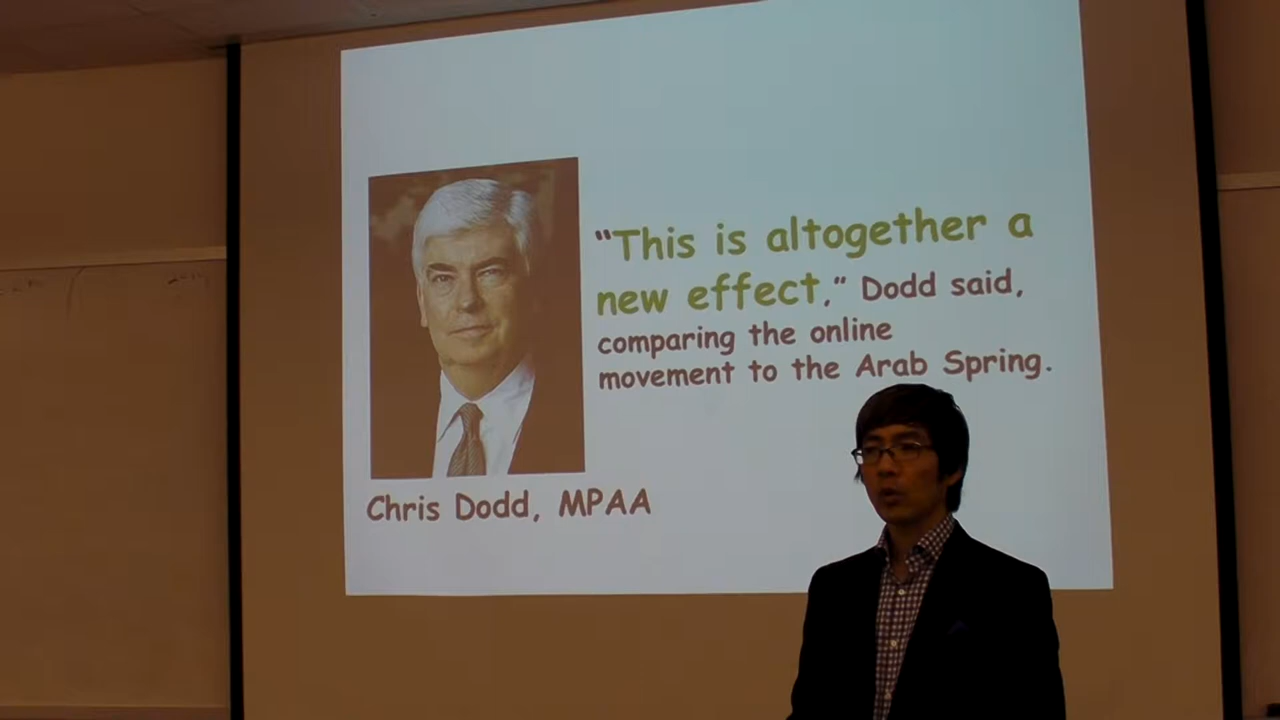 “This is altogether a
new effect,” Dodd said,
comparing the online
movement to the Arab Spring.
Chris Dodd, MPAA